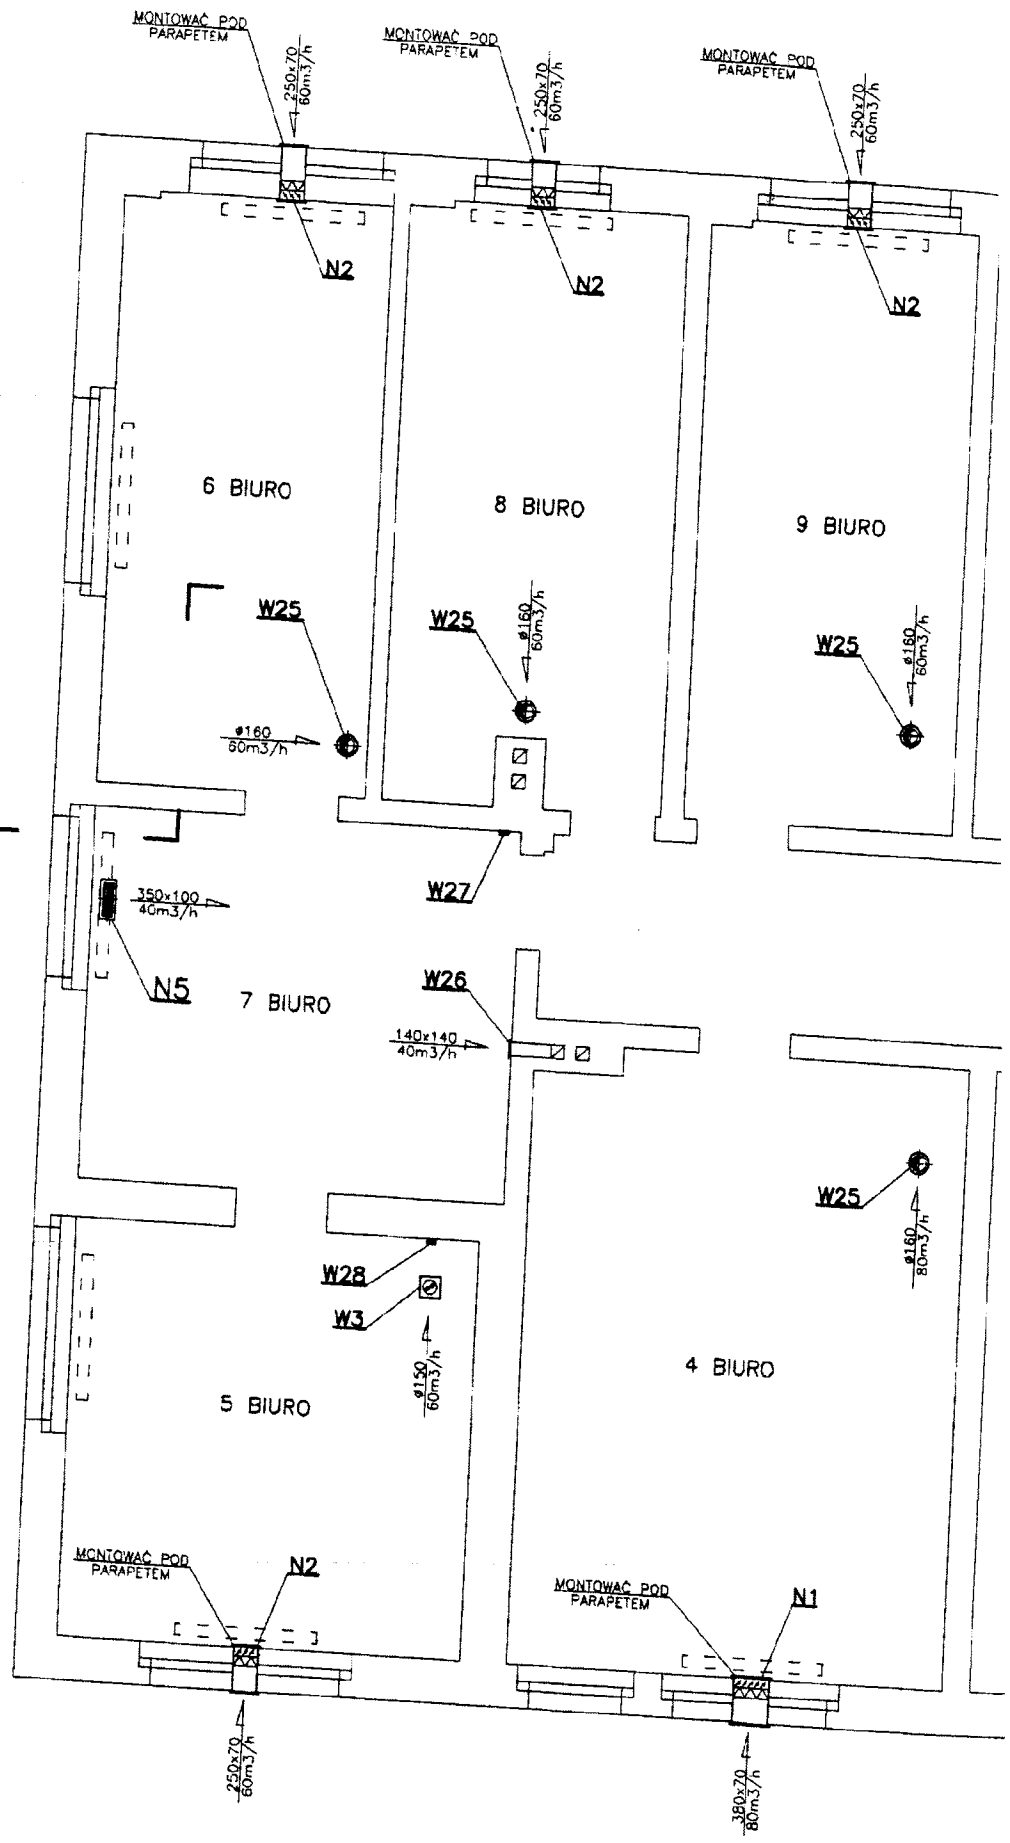 MONTOWAĆ POD
PARAPETEM
250x70
60m3/h
MONTOWAĆ POD
PARAPETEM
250x70
60m3/h
MONTOWAĆ POD
PARAPETEM
250x70
60m3/h
N2
N2
N2
6 BIURO
8 BIURO
9 BIURO
W25
W25
ø160
60m3/h
W25
ø160
60m3/h
ø160
60m3/h
W27
350x100
40m3/h
N5
7 BIURO
W26
140x140
40m3/h
W25
ø160
80m3/h
W28
W3
ø150
60m3/h
5 BIURO
4 BIURO
MONTOWAĆ POD
PARAPETEM
N2
MONTOWAĆ POD
PARAPETEM
N1
250x70
60m3/h
380x70
80m3/h